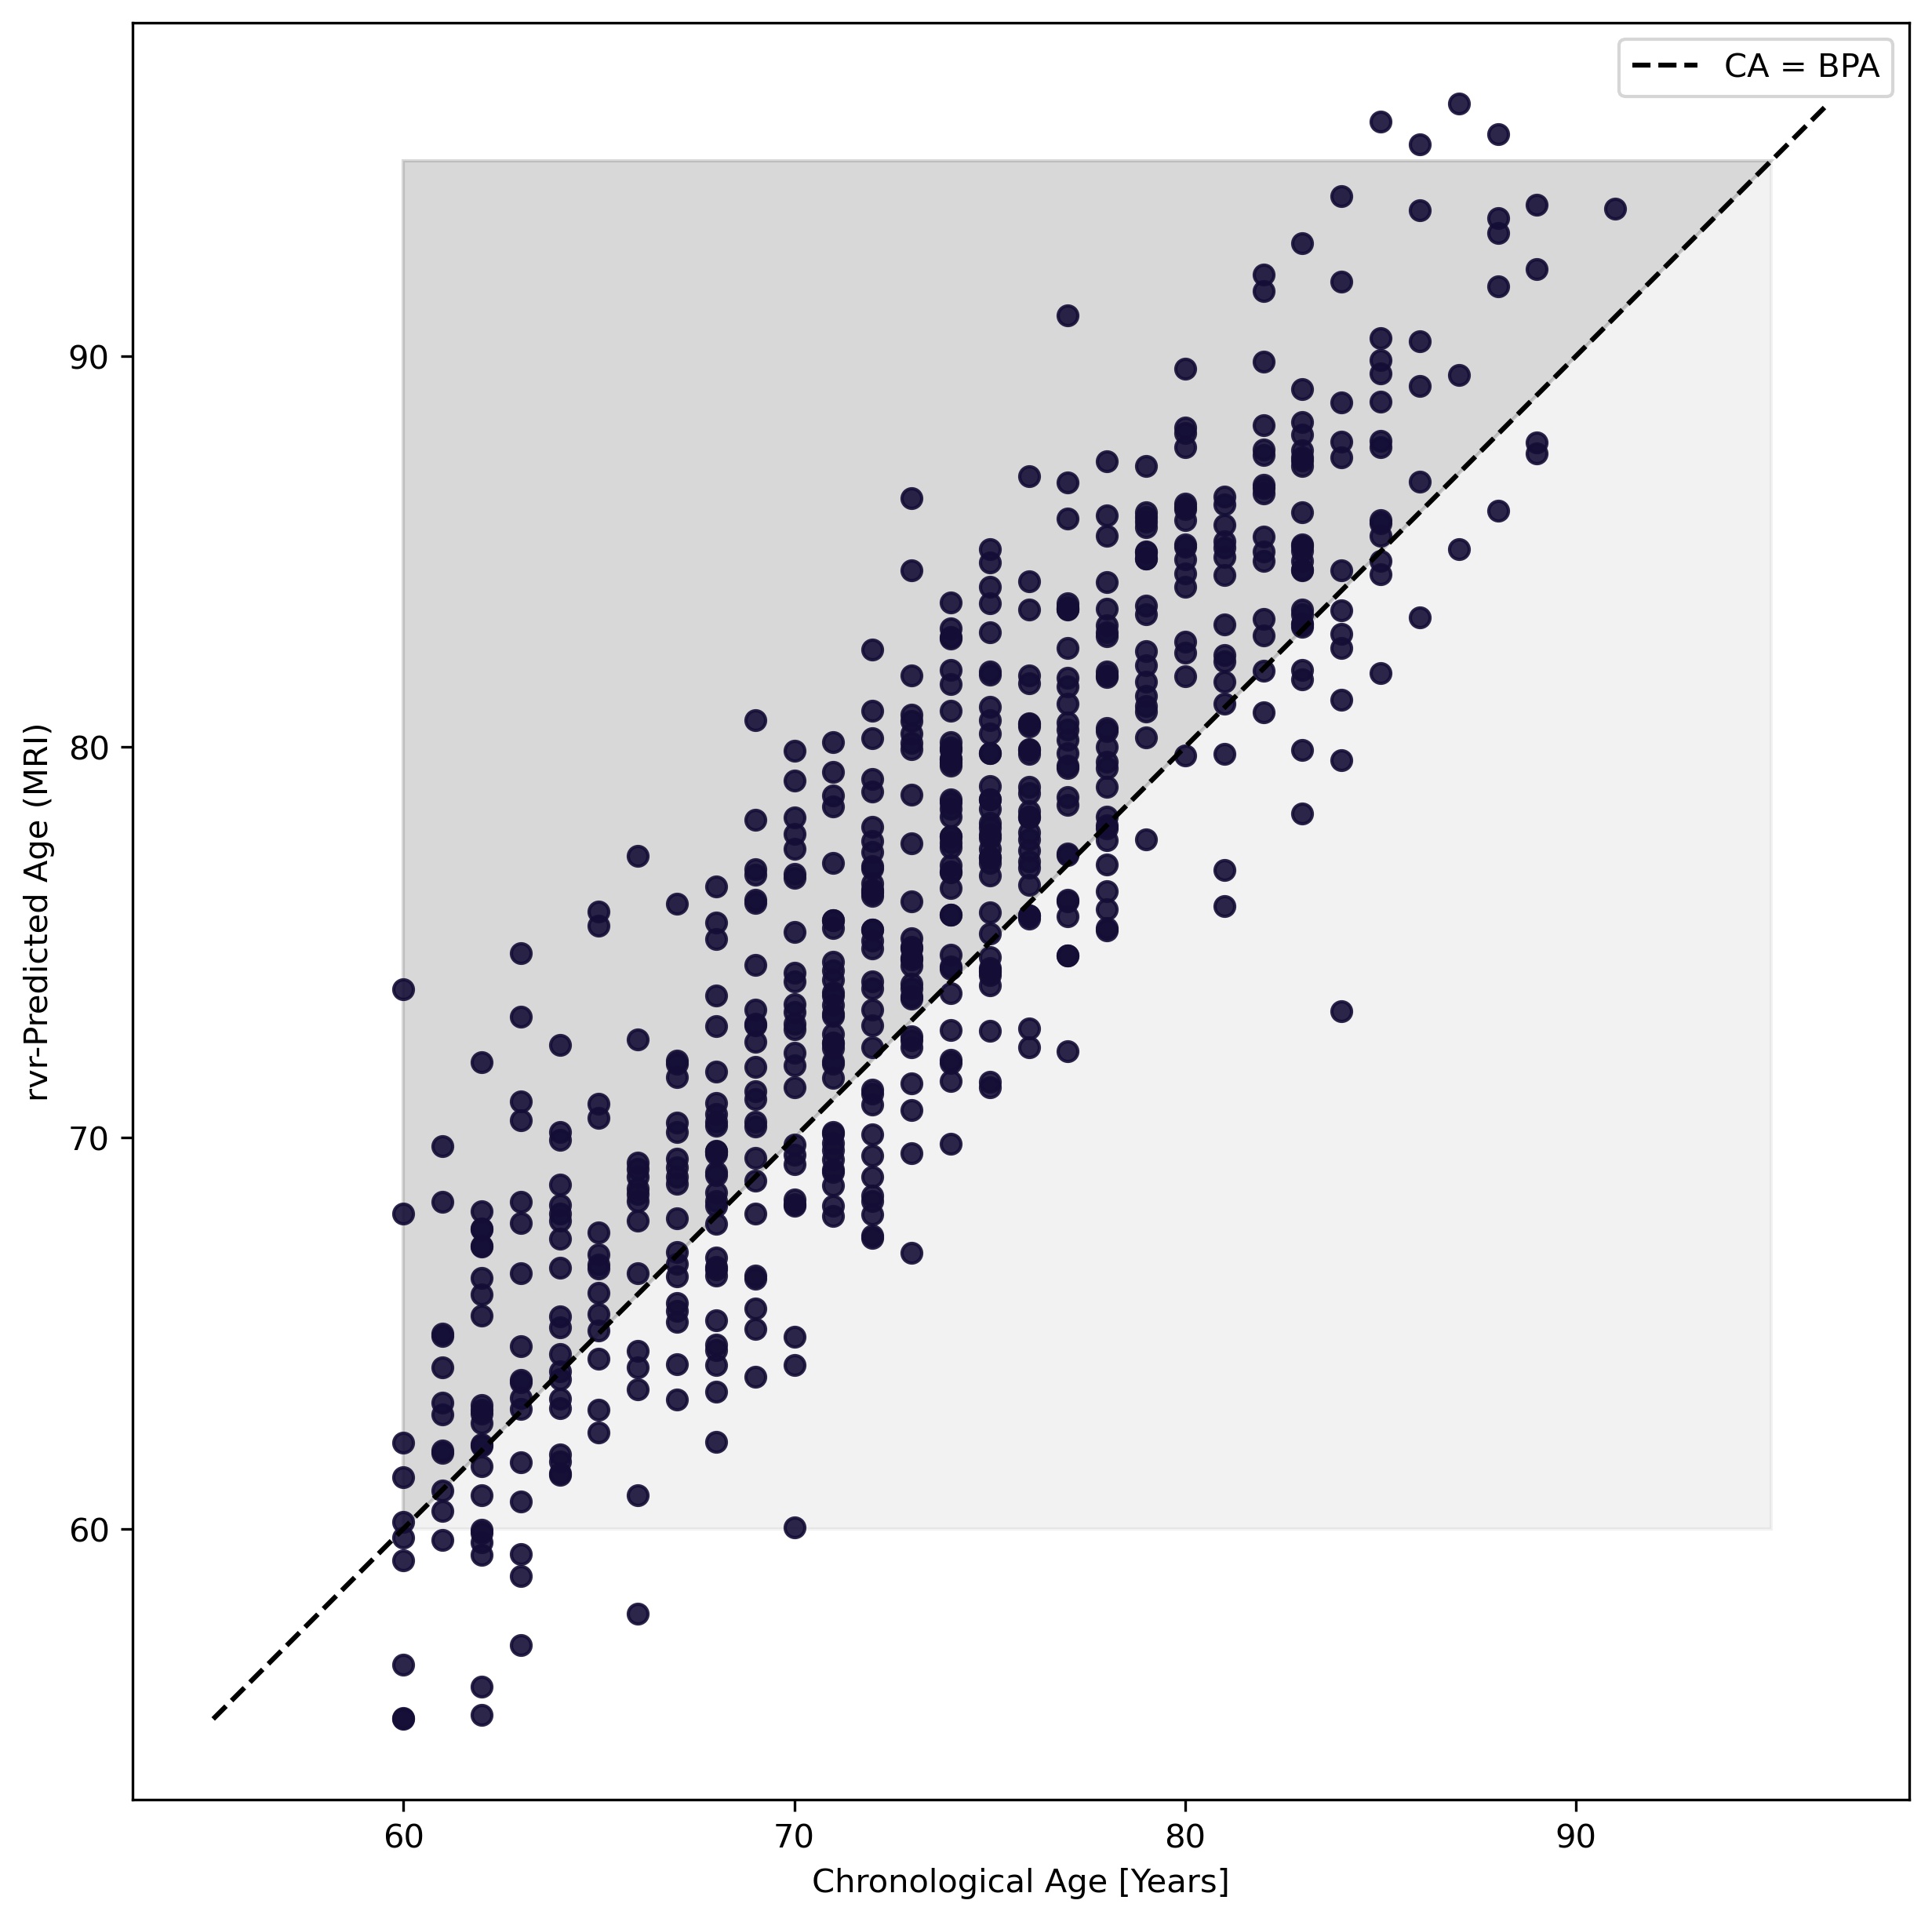 CA = BPA
90
80
70
60
rvr-Predicted Age (MRI)
60 70 80 90
Chronological Age [Years]